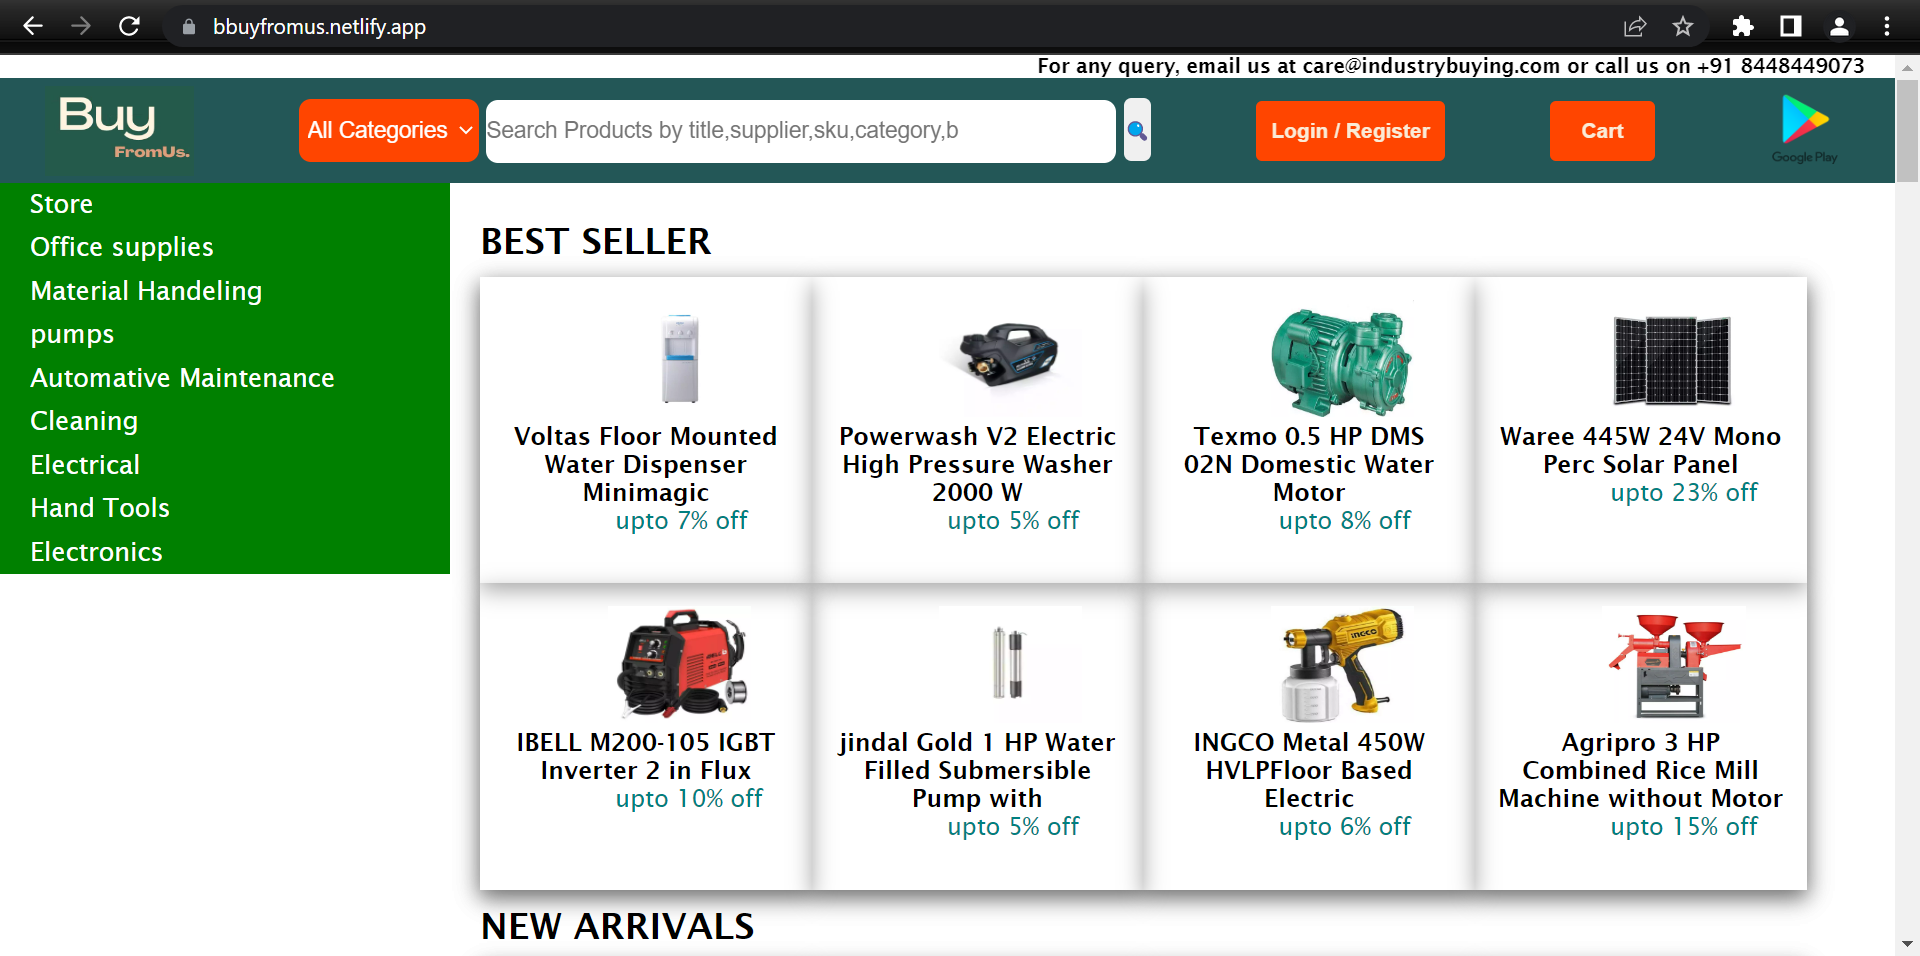 bbuyfromus.netlify.app
For any query, email us at care@industrybuying.com or call us on +91 8448449073
Buy
FromUs.
All Categories
Search Products by title,supplier,sku,category,b
Login / Register
Cart
Google Play
Store
Office supplies
Material Handeling
pumps
Automative Maintenance
Cleaning
Electrical
Hand Tools
Electronics
BEST SELLER
Voltas Floor Mounted
Water Dispenser
Minimagic
upto 7% off
Powerwash V2 Electric
High Pressure Washer
2000 W
upto 5% off
Texmo 0.5 HP DMS
02N Domestic Water
Motor
upto 8% off
Waree 445W 24V Mono
Perc Solar Panel
upto 23% off
IBELL M200-105 IGBT
Inverter 2 in Flux
upto 10% off
jindal Gold 1 HP Water
Filled Submersible
Pump with
upto 5% off
INGCO
INGCO Metal 450W
HVLPFloor Based
Electric
upto 6% off
Agripro 3 HP
Combined Rice Mill
Machine without Motor
upto 15% off
NEW ARRIVALS